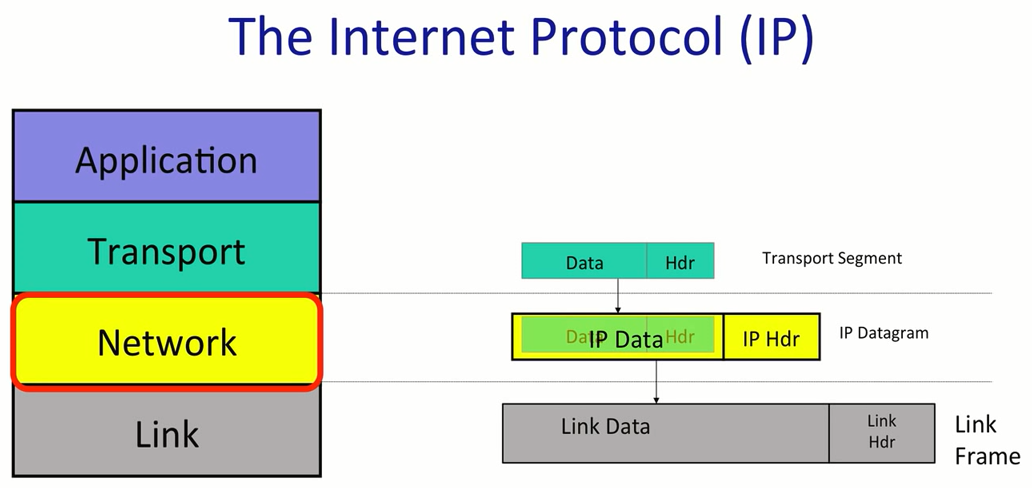 The Internet Protocol (IP)
Application
Transport
Network
Link
Data Hdr Transport Segment
Data Hdr
IP Data IP Hdr IP Datagram
Link Data Link Hdr
Link
Frame